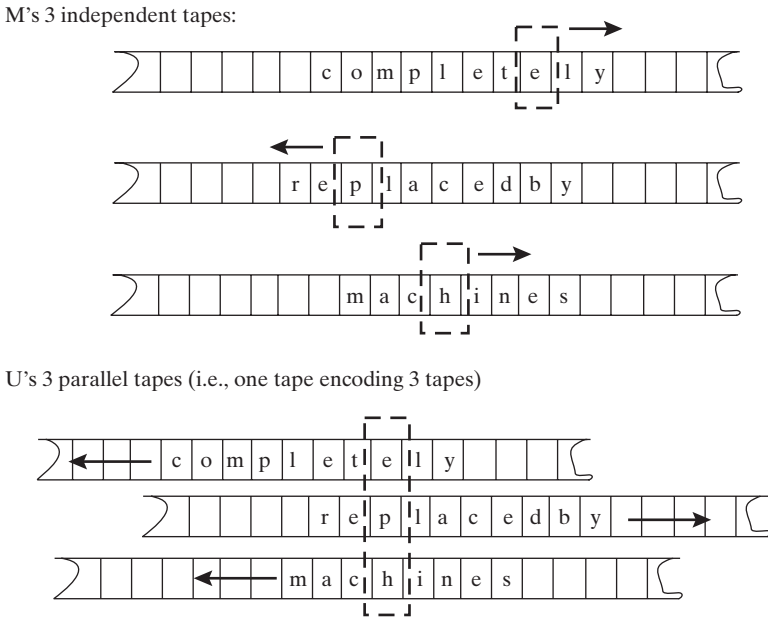 M's 3 independent tapes:
c o m p l e t e l y
r e p l a c e d b y
m a c h i n e s
U's 3 parallel tapes (i.e., one tape encoding 3 tapes)
c o m p l e t e l y
r e p l a c e d b y
m a c h i n e s